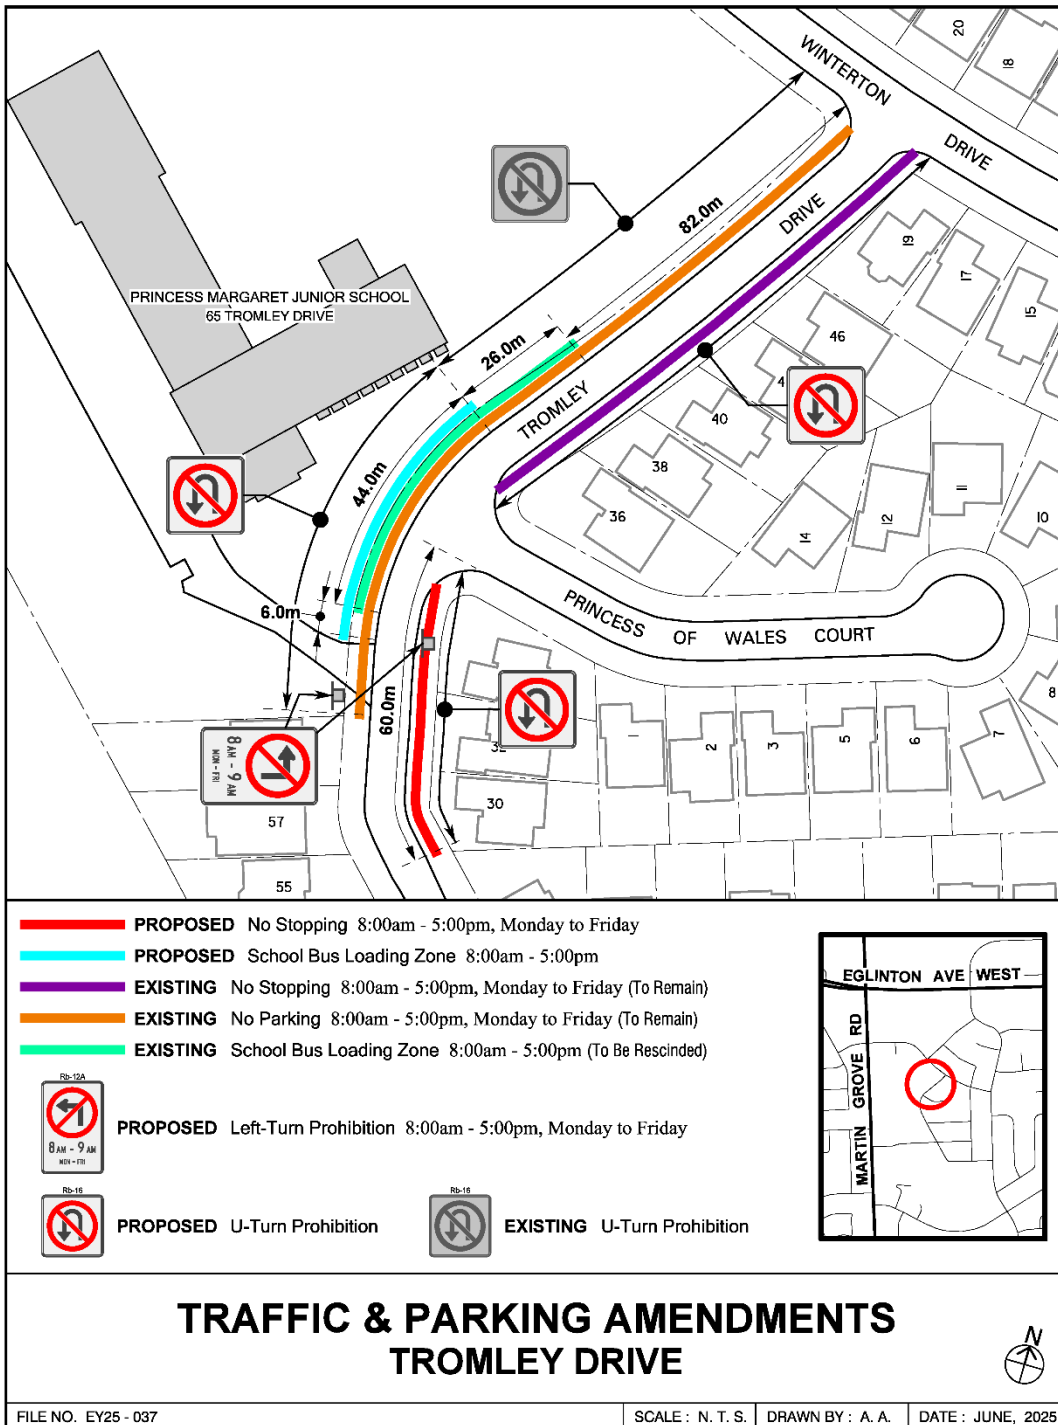 20
18
WINTERTON
DRIVE
82.0m
DRIVE
19
17
15
PRINCESS MARGARET JUNIOR SCHOOL
65 TROMLEY DRIVE
26.0m
46
TROMLEY
40
44.0m
38
36
14
12
11
10
6.0m
PRINCESS OF WALES COURT
60.0m
8 AM - 9 AM
MON - FRI
1
2
3
5
6
7
8
30
57
55
PROPOSED No Stopping 8:00am - 5:00pm, Monday to Friday
PROPOSED School Bus Loading Zone 8:00am - 5:00pm
EXISTING No Stopping 8:00am - 5:00pm, Monday to Friday (To Remain)
EXISTING No Parking 8:00am - 5:00pm, Monday to Friday (To Remain)
EXISTING School Bus Loading Zone 8:00am - 5:00pm (To Be Rescinded)
Rb-12A
8 AM - 9 AM
MON - FRI
PROPOSED Left-Turn Prohibition 8:00am - 5:00pm, Monday to Friday
Rb-16
PROPOSED U-Turn Prohibition
Rb-16
EXISTING U-Turn Prohibition
EGLINTON AVE WEST
MARTIN GROVE RD
TRAFFIC & PARKING AMENDMENTS
TROMLEY DRIVE
N
FILE NO. EY25 - 037
SCALE : N. T. S.
DRAWN BY : A. A.
DATE : JUNE, 2025